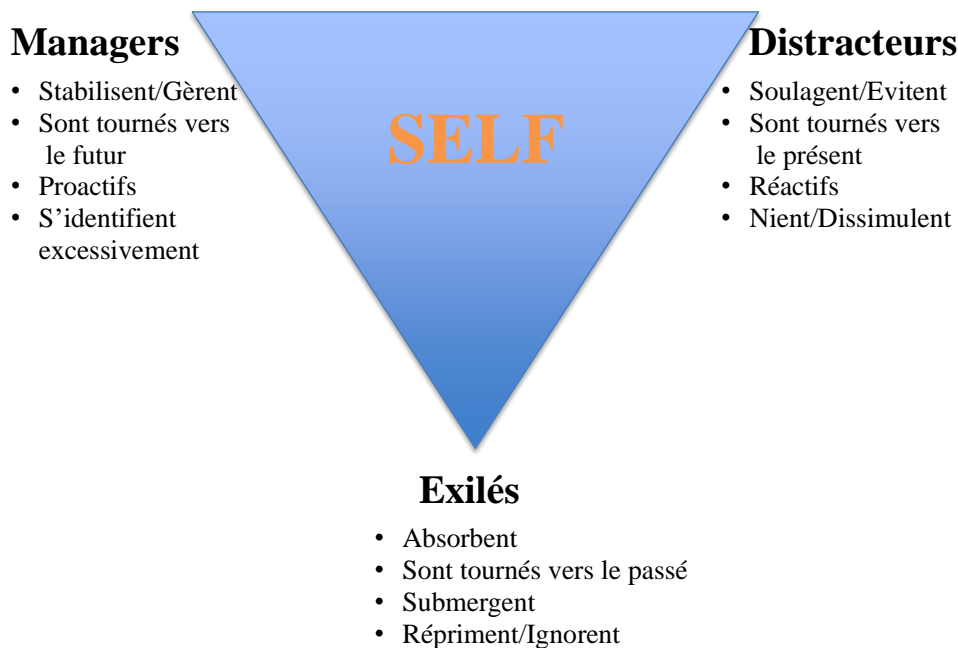 Managers
• Stabilisent/Gèrent
• Sont tournés vers
le futur
• Proactifs
• S’identifient
excessivement
SELF
Distracteurs
• Soulagent/Evitent
• Sont tournés vers
le présent
• Réactifs
• Nient/Dissimulent
Exilés
• Absorbent
• Sont tournés vers le passé
• Submergent
• Répriment/Ignorent